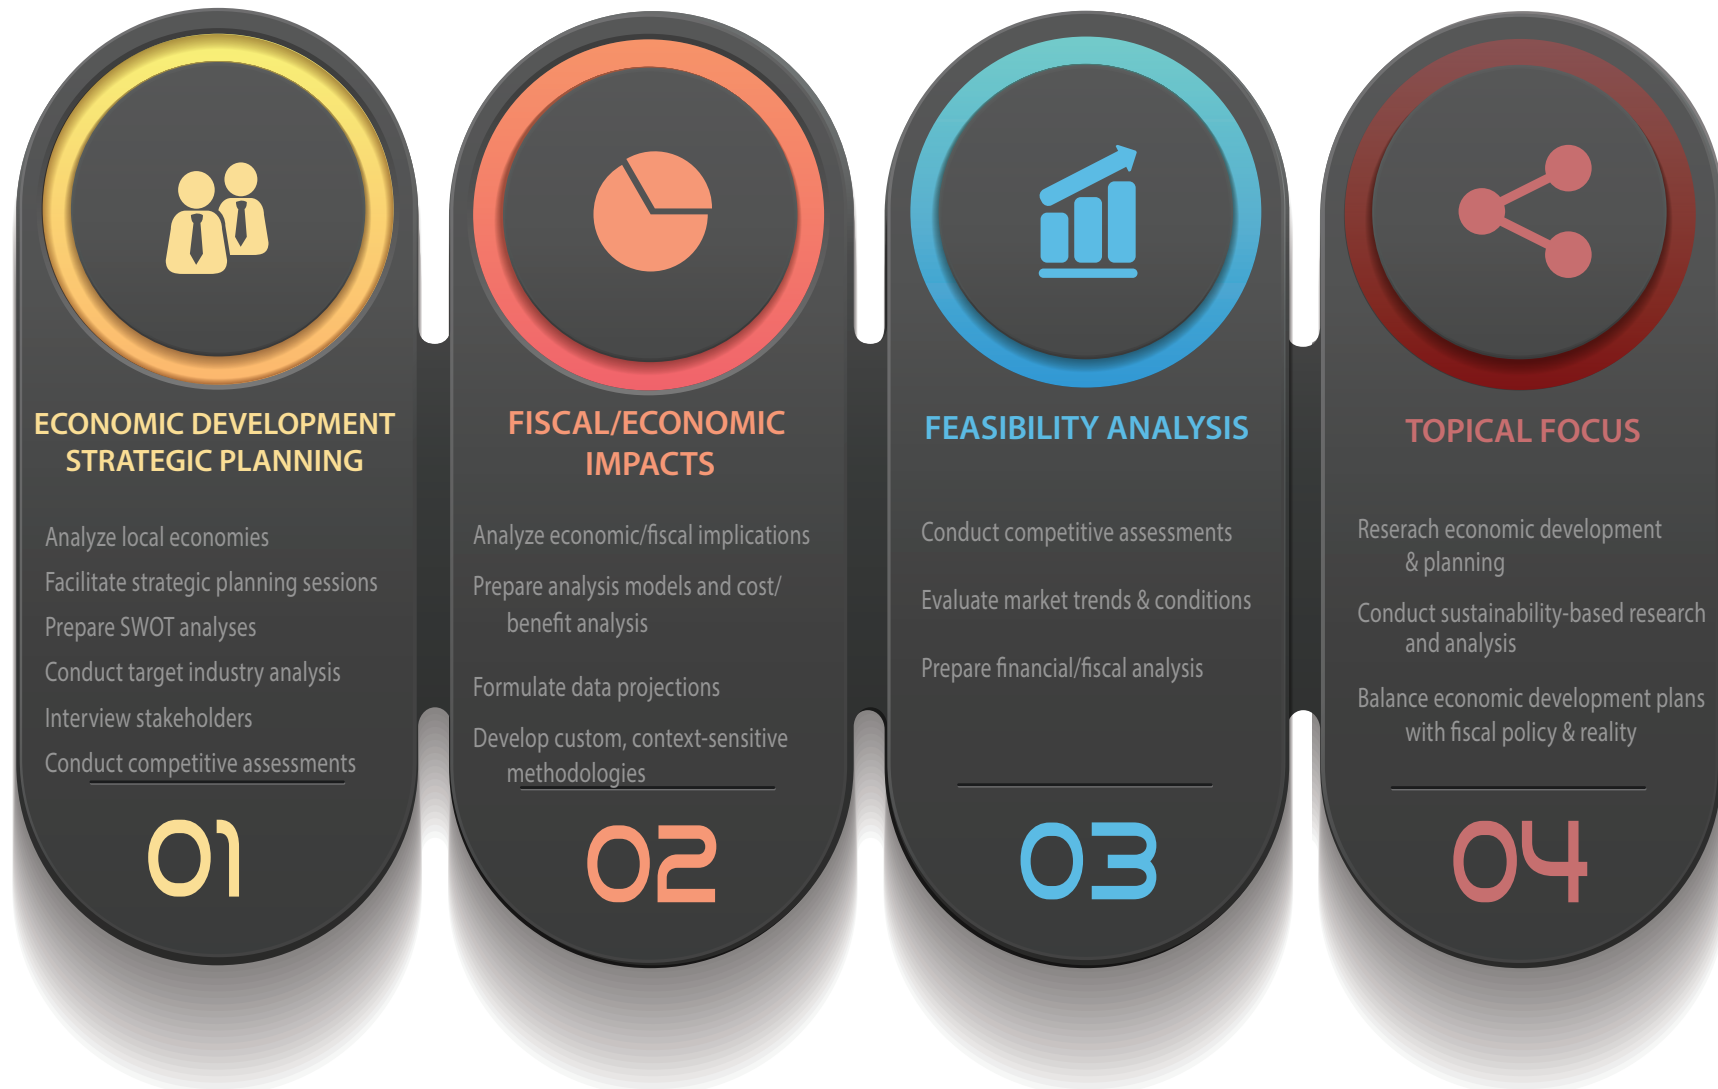 ECONOMIC DEVELOPMENT
STRATEGIC PLANNING
Analyze local economies
Facilitate strategic planning sessions
Prepare SWOT analyses
Conduct target industry analysis
Interview stakeholders
Conduct competitive assessments
01
FISCAL/ECONOMIC
IMPACTS
Analyze economic/fiscal implications
Prepare analysis models and cost/
benefit analysis
Formulate data projections
Develop custom, context-sensitive
methodologies
02
FEASIBILITY ANALYSIS
Conduct competitive assessments
Evaluate market trends & conditions
Prepare financial/fiscal analysis
03
TOPICAL FOCUS
Reserach economic development
& planning
Conduct sustainability-based research
and analysis
Balance economic development plans
with fiscal policy & reality
04